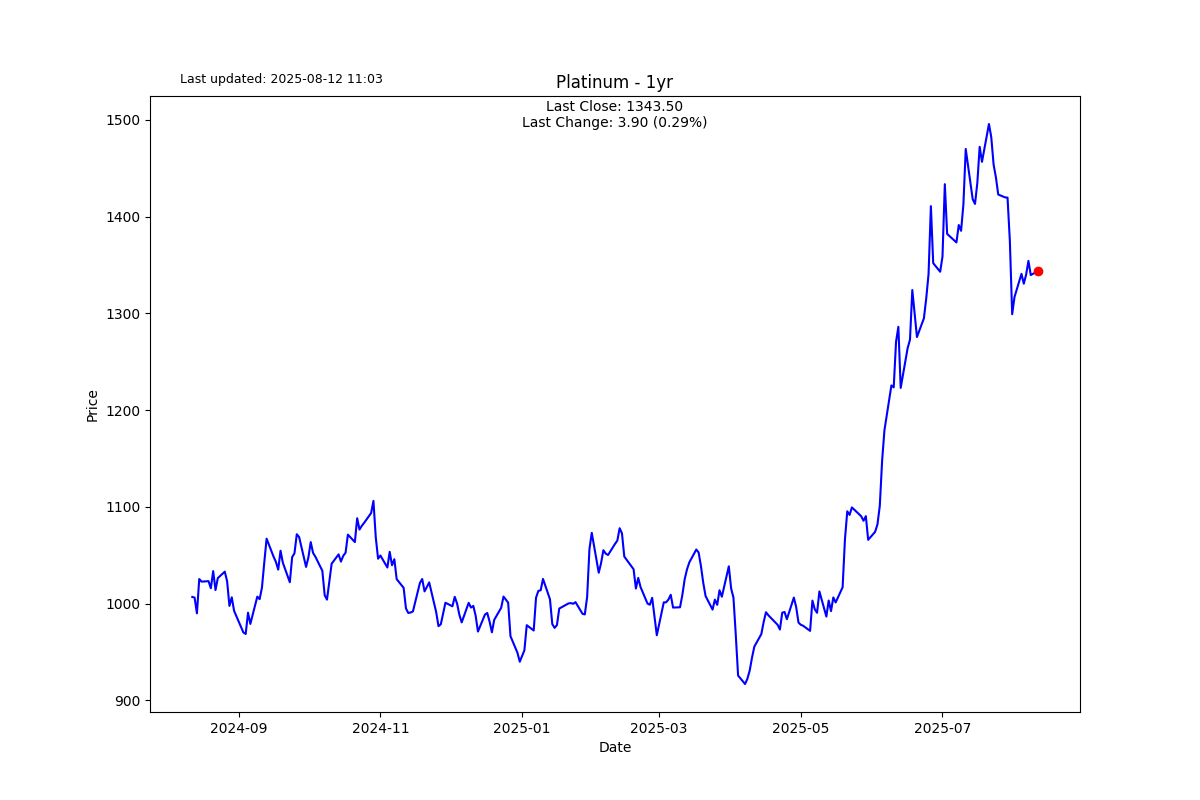 Last updated: 2025-08-12 11:03
Platinum - 1yr
Last Close: 1343.50
Last Change: 3.90 (0.29%)
Price
1500
1400
1300
1200
1100
1000
900
2024-09
2024-11
2025-01
2025-03
2025-05
2025-07
Date